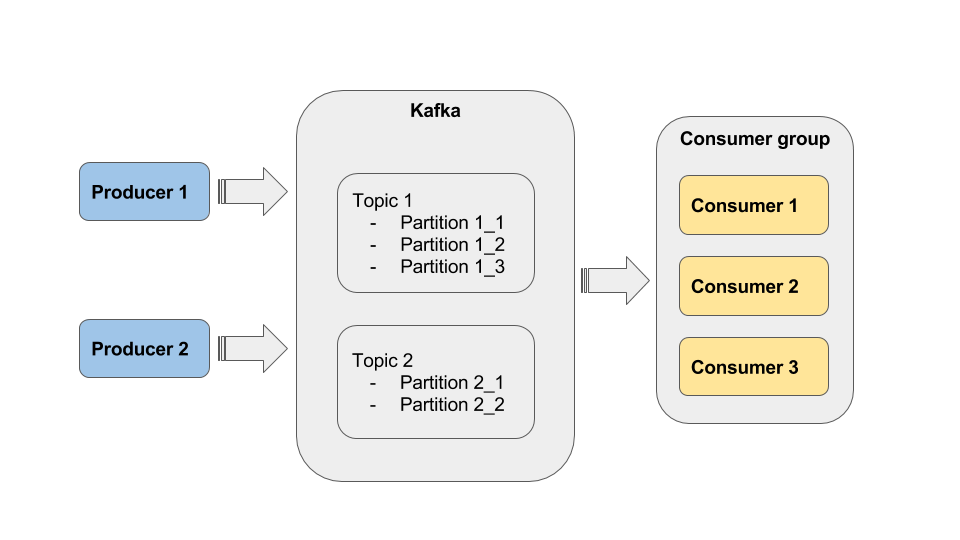 Kafka
Consumer group
Producer 1
Topic 1
- Partition 1_1
- Partition 1_2
- Partition 1_3
Consumer 1
Consumer 2
Producer 2
Topic 2
- Partition 2_1
- Partition 2_2
Consumer 3